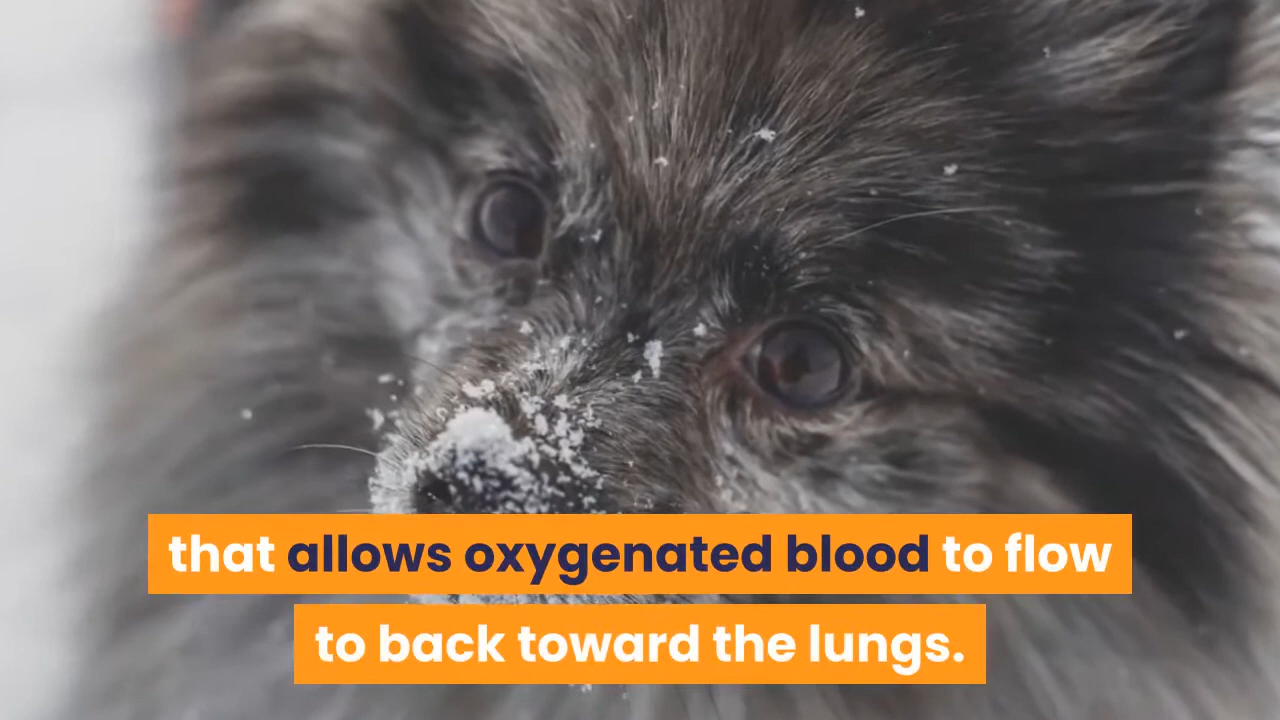 that allows oxygenated blood to flow
to back toward the lungs.